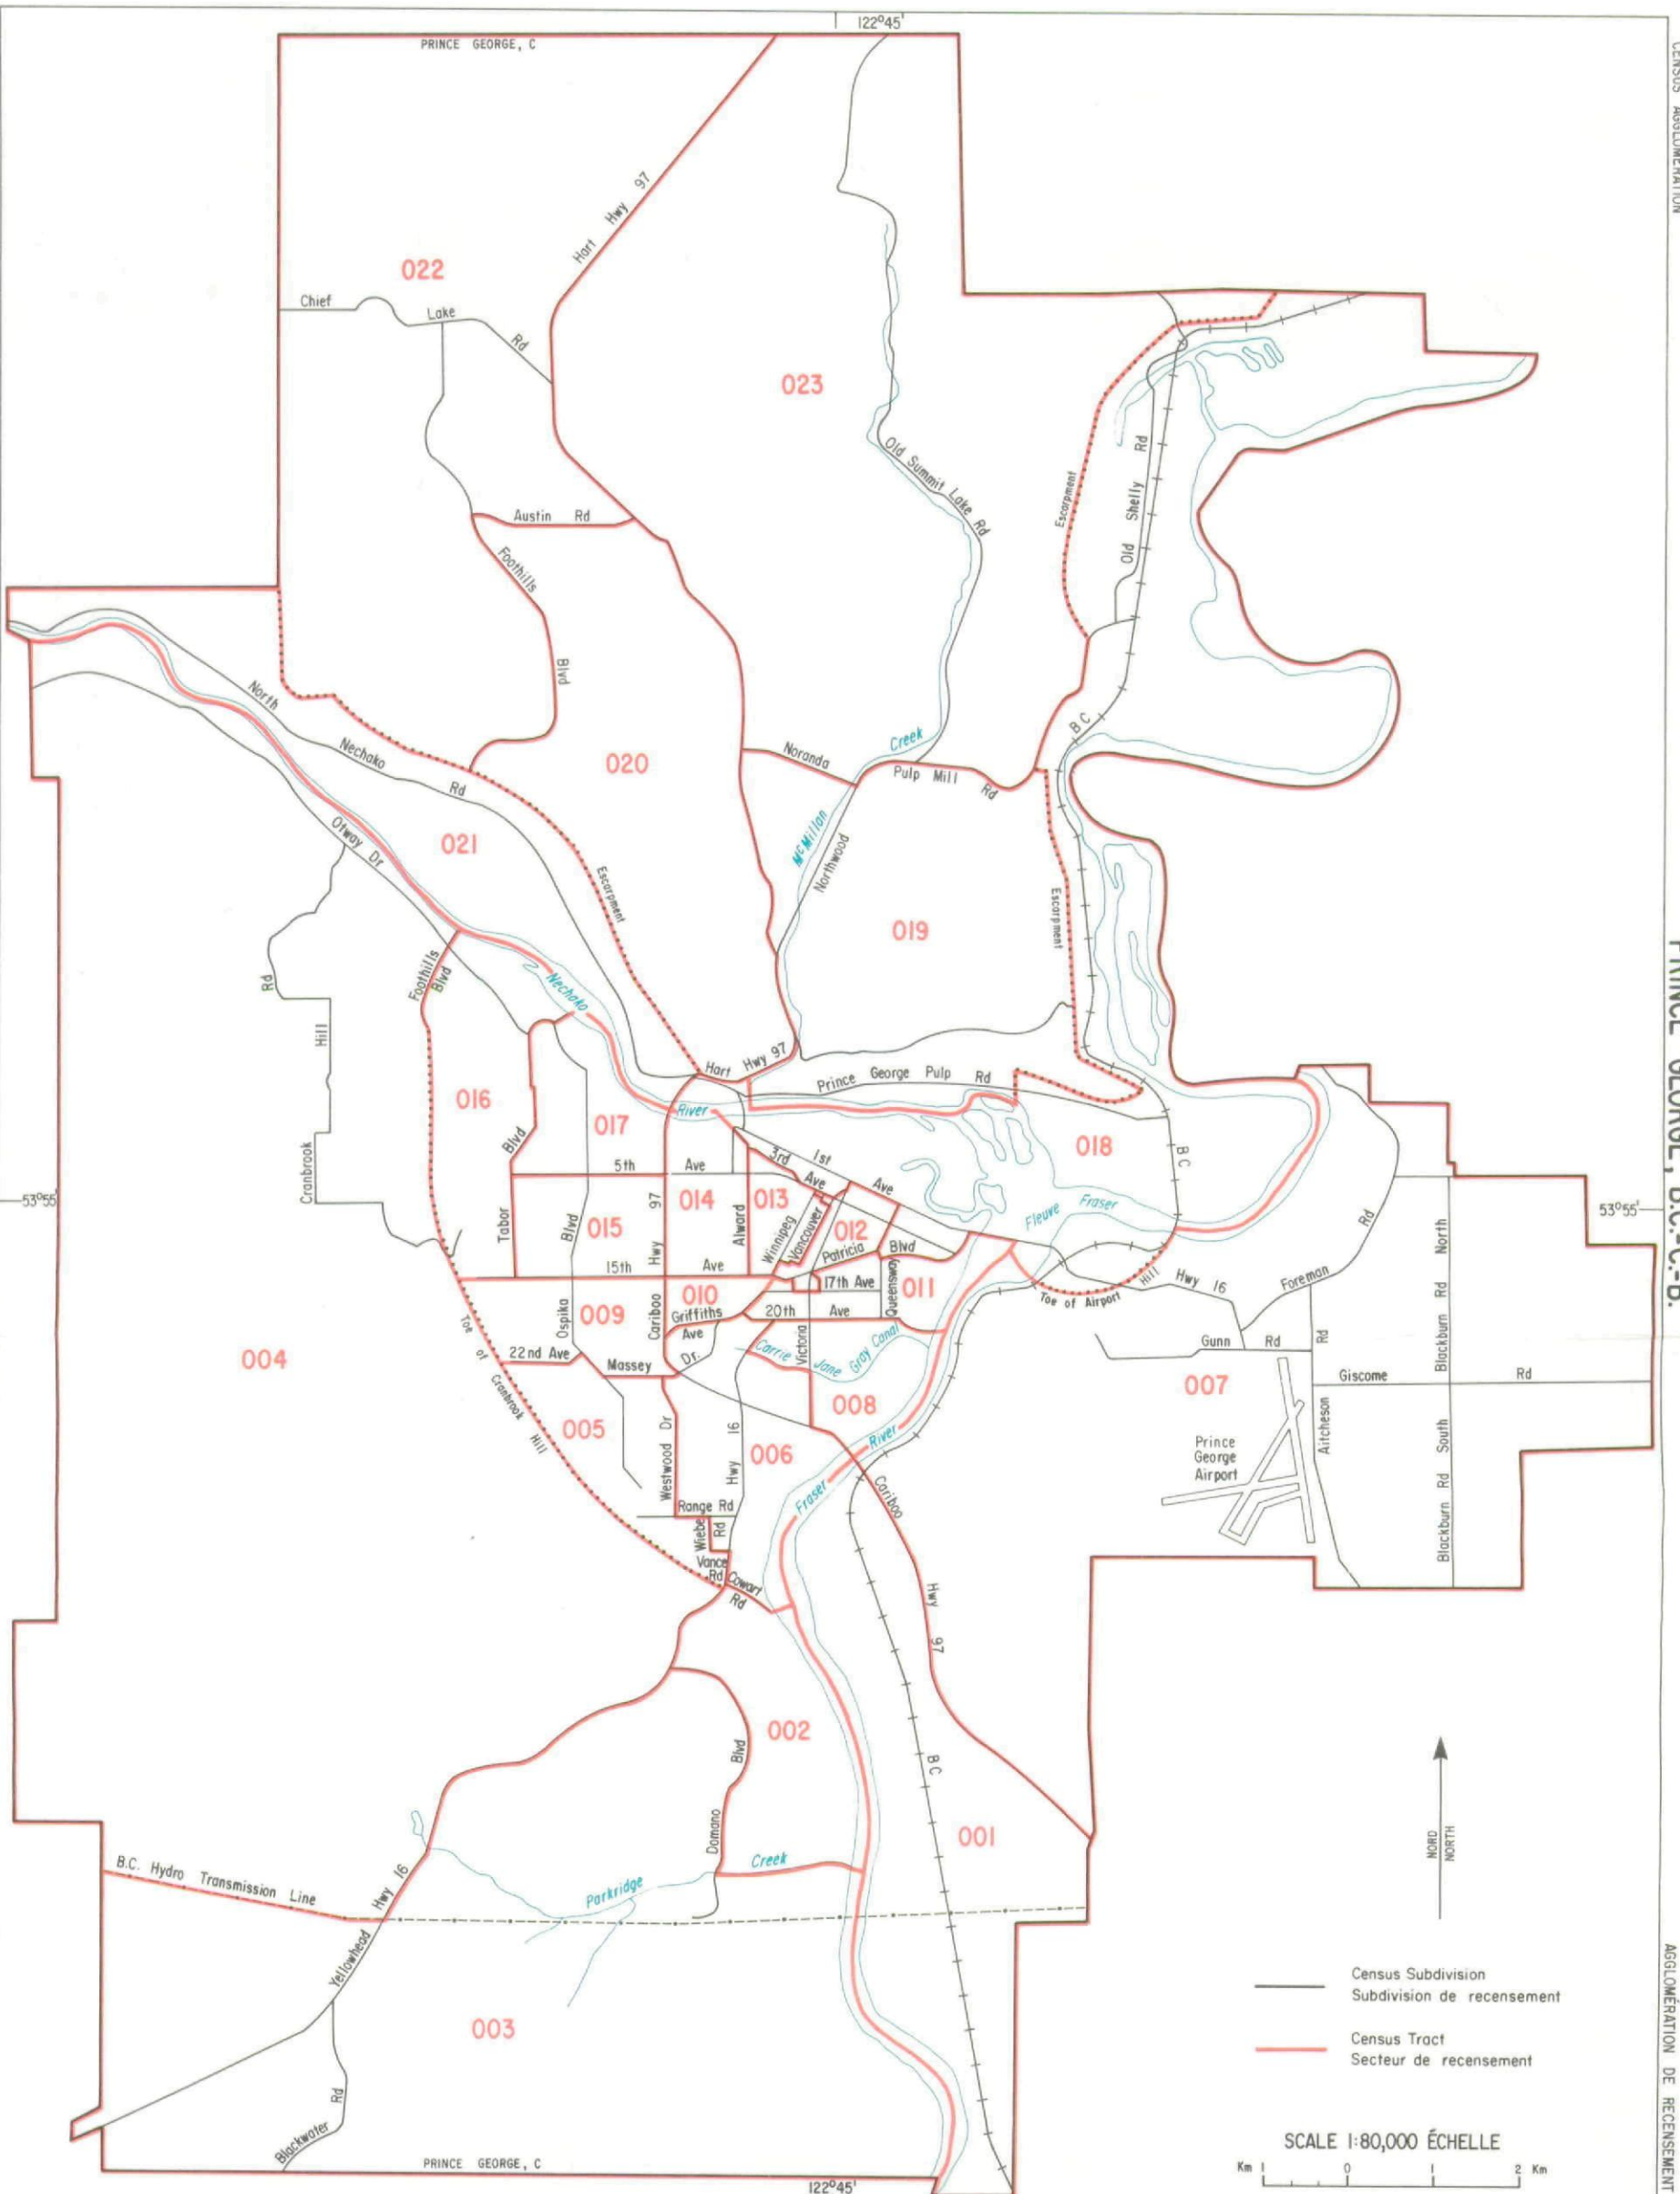 122°45'
PRINCE GEORGE, C
CENSUS AGGLOMERATION
Hart Hwy 97
022
Chief Lake Rd
023
Old Summit Lake Rd
Escarpment
Old Shelly Rd
Austin Rd
Foothills
Blvd
North Nechako Rd
B C
Noranda
Creek
Pulp Mill Rd
020
021
Otway Dr
McMillan
Northwood
Escarpment
Escarpment
019
PRINCE GEORGE, B.C.-C.-B.
Foothills Blvd
Nechako
Rd
Hill
Cranbrook
Hart Hwy 97
Prince George Pulp Rd
016
017
River
018
B C
Blvd
5th Ave
3rd Ave
1st Ave
Fleuve Fraser
53°55'
53°55'
Tabor
Blvd
015
97
Hwy
014
Alward
013
Winnipeg
Vancouver
012
Patricia Blvd
15th Ave
17th Ave
Queensway
011
Hwy 16
Foreman
Rd
Toe of Airport Hill
Blackburn Rd North
010
009
Ospika
Cariboo
Griffiths Ave
20th Ave
Victoria
Carrie Jane Gray Canal
Gunn Rd
Rd
004
Toe of Cranbrook Hill
22nd Ave
Massey Dr.
007
Giscome Rd
008
005
Westwood Dr
Hwy 16
006
River
Fraser
Cariboo
Hwy 97
Prince
George
Airport
Aitcheson
Blackburn Rd South
Range Rd
Wiebe Rd
Vance Rd
Cowart Rd
002
Blvd
Domano
B C
001
NORD
NORTH
Creek
Parkridge
B.C. Hydro Transmission Line
Hwy 16
Yellowhead
003
Blackwater Rd
Census Subdivision
Subdivision de recensement
Census Tract
Secteur de recensement
AGGLOMÉRATION DE RECENSEMENT
SCALE 1:80,000 ÉCHELLE
Km 1 0 1 2 Km
PRINCE GEORGE, C
122°45'